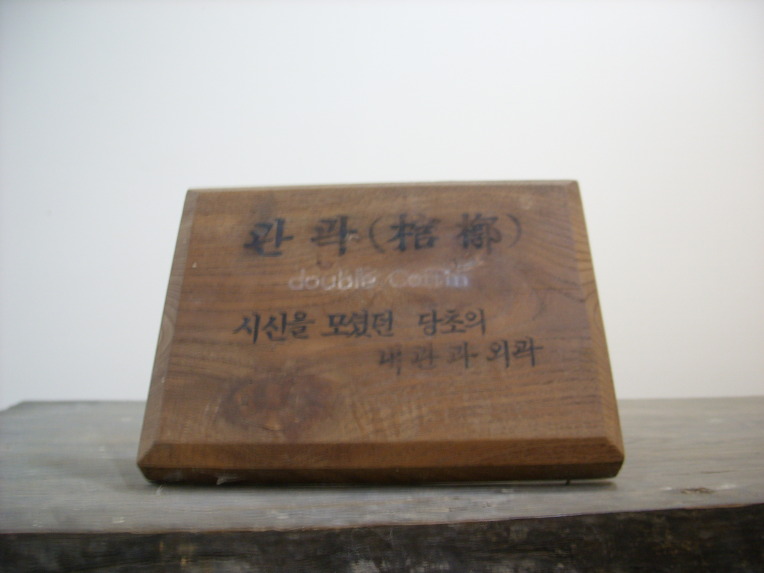 관 곽(棺 槨)
double coffin
시신을 모셨던 당초의
내관과 외곽